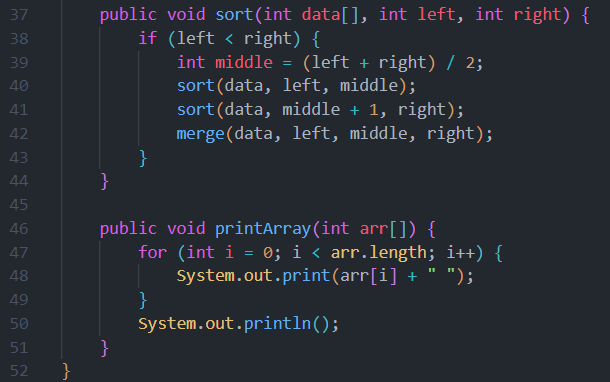 37 public void sort(int data[], int left, int right) {
38 if (left < right) {
39 int middle = (left + right) / 2;
40 sort(data, left, middle);
41 sort(data, middle + 1, right);
42 merge(data, left, middle, right);
43 }
44 }
45
46 public void printArray(int arr[]) {
47 for (int i = 0; i < arr.length; i++) {
48 System.out.print(arr[i] + " ");
49 }
50 System.out.println();
51 }
52 }